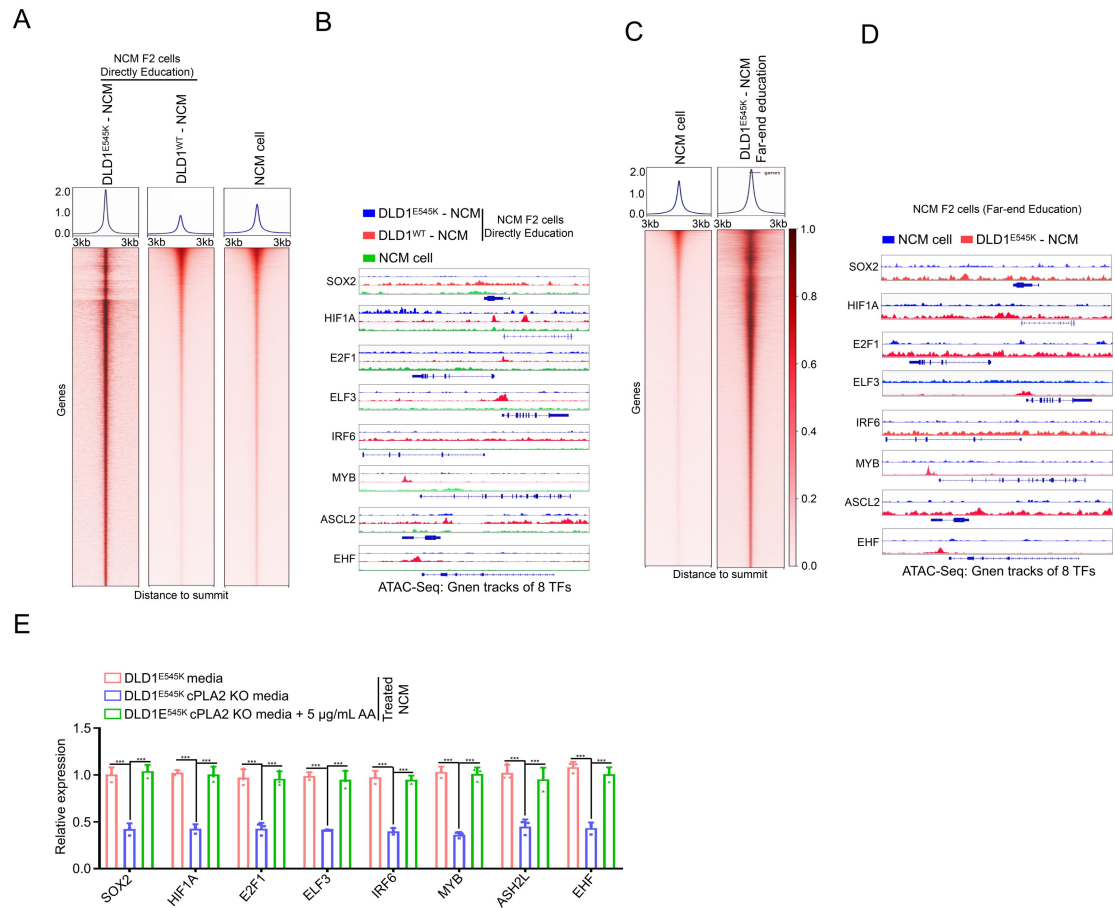 A
NCM F2 cells
Directly Education)
DLD1E545K - NCM
DLD1WT - NCM
NCM cell
2.0
1.0
0.0
3kb 3kb 3kb 3kb 3kb 3kb
Genes
Distance to summit
B
DLD1E545K - NCM
DLD1WT - NCM
NCM cell
NCM F2 cells
Directly Education
SOX2
HIF1A
E2F1
ELF3
IRF6
MYB
ASCL2
EHF
ATAC-Seq: Gnen tracks of 8 TFs
C
NCM cell
DLD1E545K - NCM
Far-end education
genes
2.0
1.0
0.0
3kb 3kb 3kb 3kb
1.0
0.8
0.6
0.4
0.2
0.0
Genes
Distance to summit
D
NCM F2 cells (Far-end Education)
NCM cell DLD1E545K - NCM
SOX2
HIF1A
E2F1
ELF3
IRF6
MYB
ASCL2
EHF
ATAC-Seq: Gnen tracks of 8 TFs
E
DLD1E545K media
DLD1E545K cPLA2 KO media
DLD1E545K cPLA2 KO media + 5 µg/mL AA
Treated
NCM
Relative expression
1.5
1.0
0.5
0.0
*** *** *** *** *** *** *** *** *** *** *** *** *** *** *** ***
SOX2 HIF1A E2F1 ELF3 IRF6 MYB ASH2L EHF